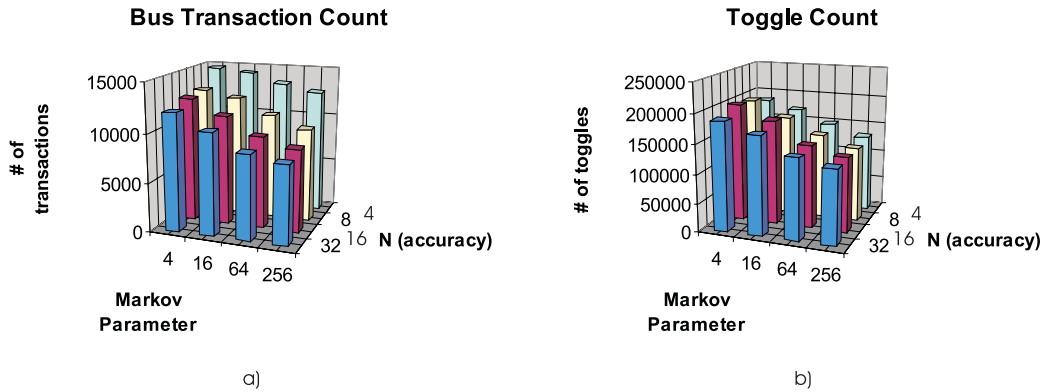 Bus Transaction Count
# of
transactions
15000
10000
5000
0
4
16
64
256
32
16
8
4
N (accuracy)
Markov
Parameter
a)
Toggle Count
# of toggles
250000
200000
150000
100000
50000
0
4
16
64
256
32
16
8
4
N (accuracy)
Markov
Parameter
b)